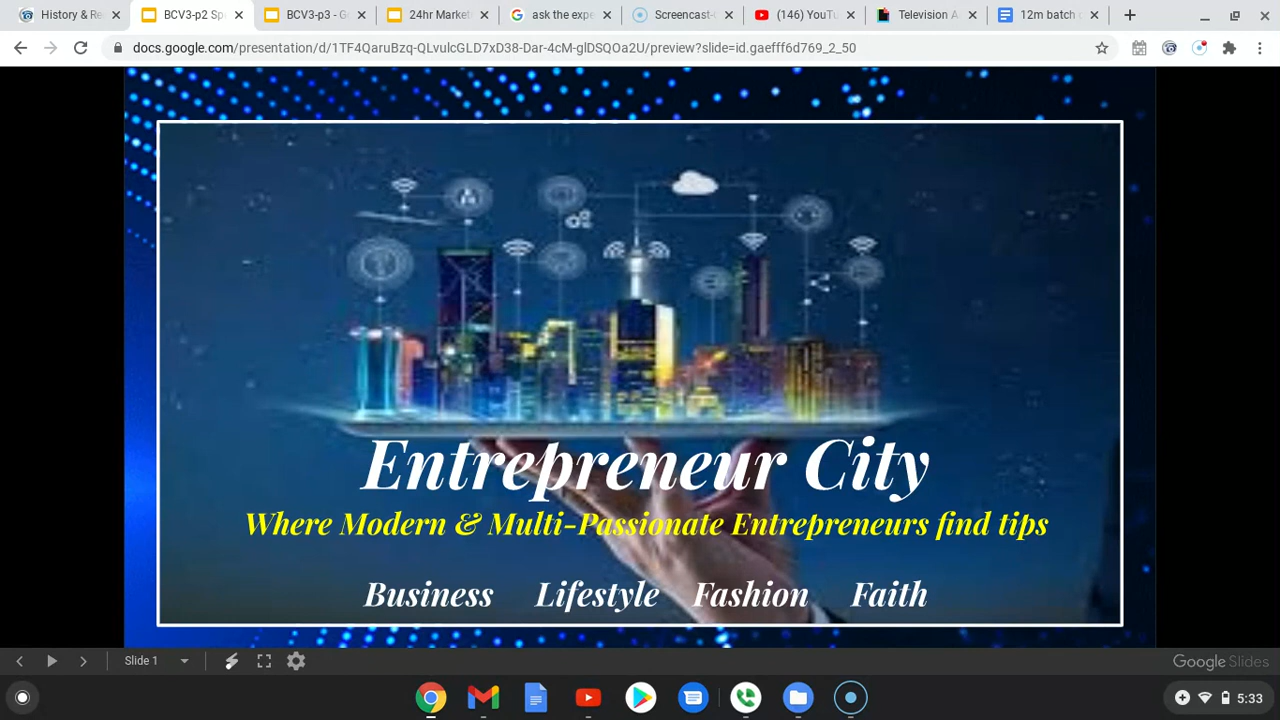 History & Re
BCV3-p2 Sp
BCV3-p3 - G
24hr Market
ask the expe
Screencast-
(146) YouTu
Television A
12m batch
docs.google.com/presentation/d/1TF4QaruBzq-QLvulcGLD7xD38-Dar-4cM-glDSQOa2U/preview?slide=id.gaefff6d769_2_50
Entrepreneur City
Where Modern & Multi-Passionate Entrepreneurs find tips
Business Lifestyle Fashion Faith
Slide 1
Google Slides
5:33